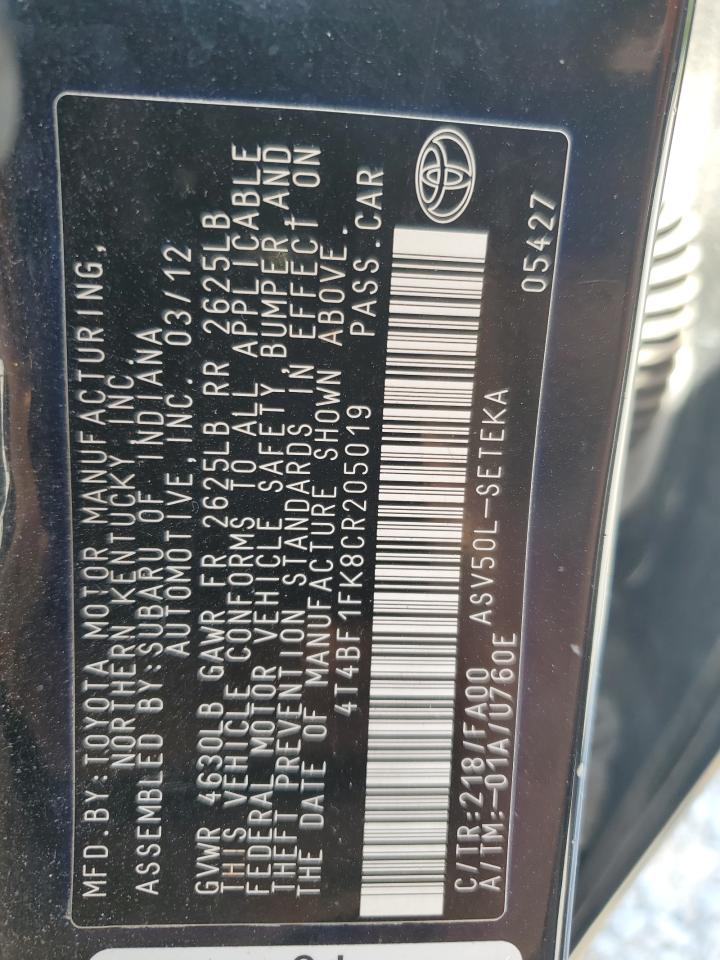 MFD.BY:TOYOTA MOTOR MANUFACTURING,
NORTHERN KENTUCKY,INC.
ASSEMBLED BY:SUBARU OF INDIANA
AUTOMOTIVE,INC. 03/12
GVWR 4630LB GAWR FR 2625LB RR 2625LB
THIS VEHICLE CONFORMS TO ALL APPLICABLE
FEDERAL MOTOR VEHICLE SAFETY, BUMPER, AND
THEFT PREVENTION STANDARDS IN EFFECT ON
THE DATE OF MANUFACTURE SHOWN ABOVE.
4T4BF1FK8CR205019 PASS.CAR
C/TR:218/FA00 ASV50L-SETEKA 05427
A/TM:-01A/U760E